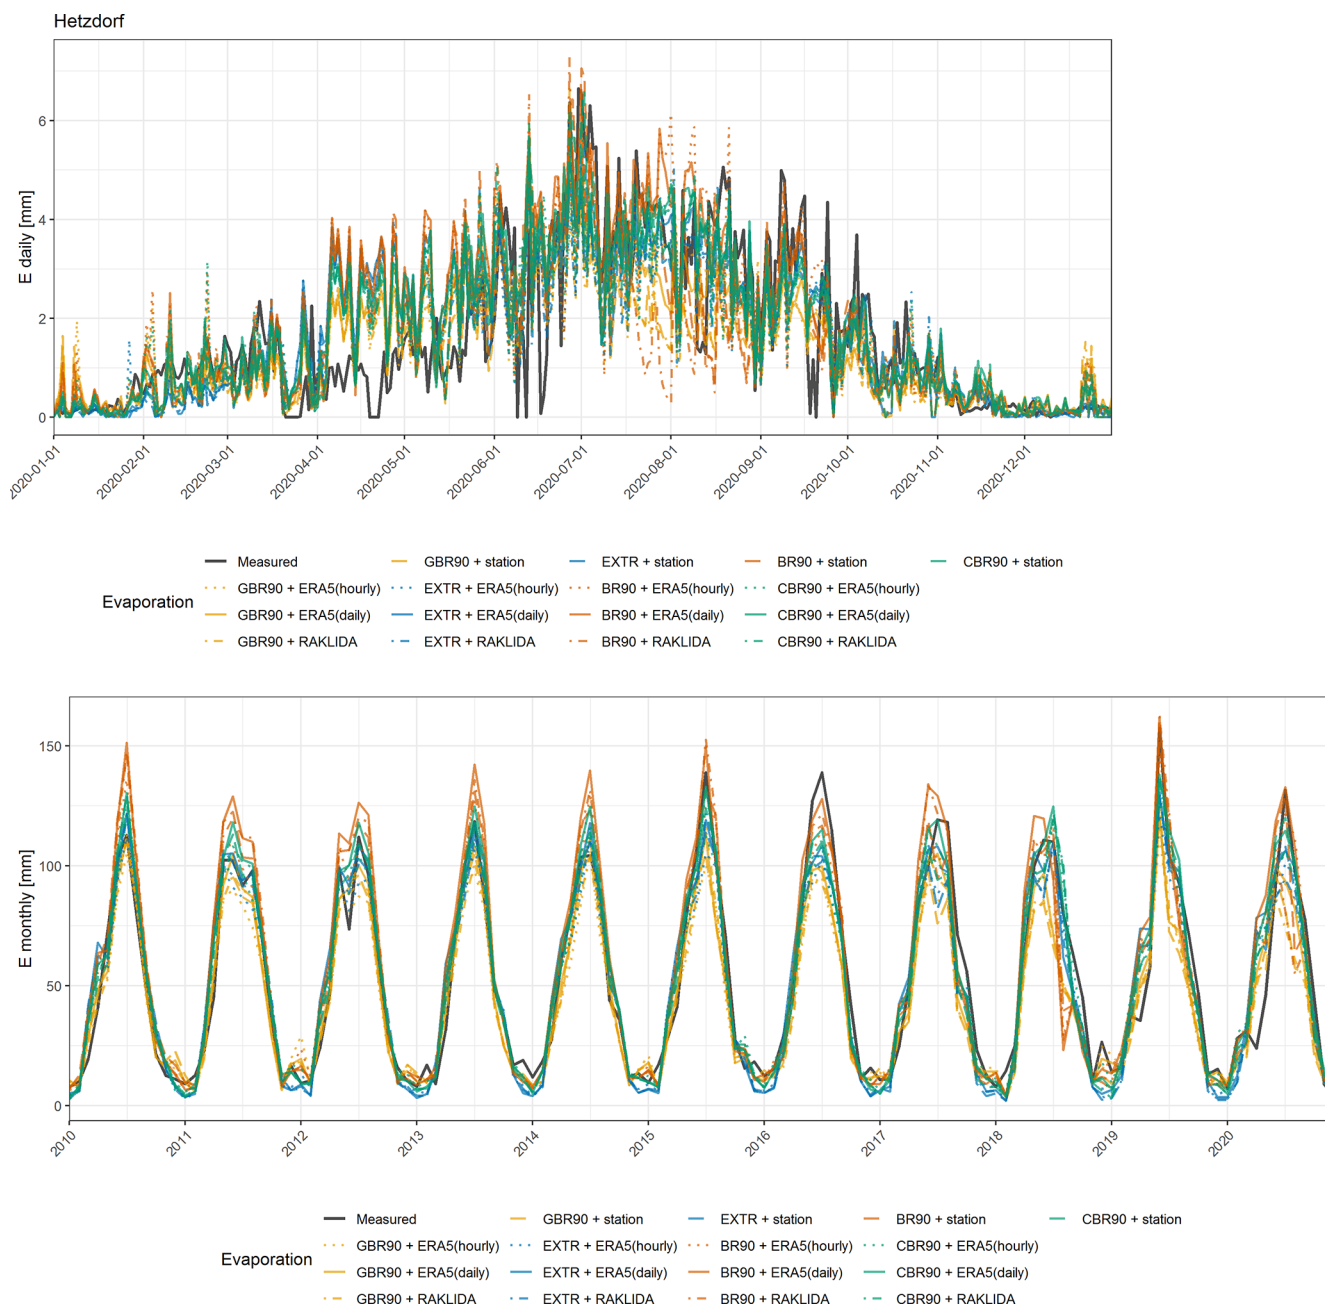 Hetzdorf
E daily [mm]
6
4
2
0
2020-01-01 2020-02-01 2020-03-01 2020-04-01 2020-05-01 2020-06-01 2020-07-01 2020-08-01 2020-09-01 2020-10-01 2020-11-01 2020-12-01
Measured GBR90 + station EXTR + station BR90 + station CBR90 + station
GBR90 + ERA5(hourly) EXTR + ERA5(hourly) BR90 + ERA5(hourly) CBR90 + ERA5(hourly)
Evaporation
GBR90 + ERA5(daily) EXTR + ERA5(daily) BR90 + ERA5(daily) CBR90 + ERA5(daily)
GBR90 + RAKLIDA EXTR + RAKLIDA BR90 + RAKLIDA CBR90 + RAKLIDA
E monthly [mm]
150
100
50
0
2010 2011 2012 2013 2014 2015 2016 2017 2018 2019 2020
Measured GBR90 + station EXTR + station BR90 + station CBR90 + station
GBR90 + ERA5(hourly) EXTR + ERA5(hourly) BR90 + ERA5(hourly) CBR90 + ERA5(hourly)
Evaporation
GBR90 + ERA5(daily) EXTR + ERA5(daily) BR90 + ERA5(daily) CBR90 + ERA5(daily)
GBR90 + RAKLIDA EXTR + RAKLIDA BR90 + RAKLIDA CBR90 + RAKLIDA